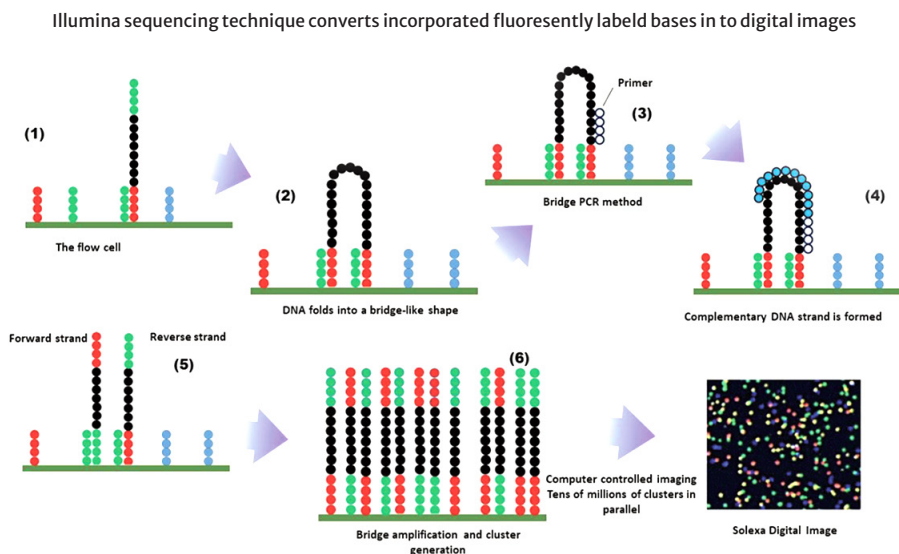 Illumina sequencing technique converts incorporated fluoresently labeld bases in to digital images
(1)
The flow cell
(2)
DNA folds into a bridge-like shape
Primer
(3)
Bridge PCR method
(4)
Complementary DNA strand is formed
Forward strand
Reverse strand
(5)
(6)
Bridge amplification and cluster
generation
Computer controlled imaging
Tens of millions of clusters in
parallel
Solexa Digital Image